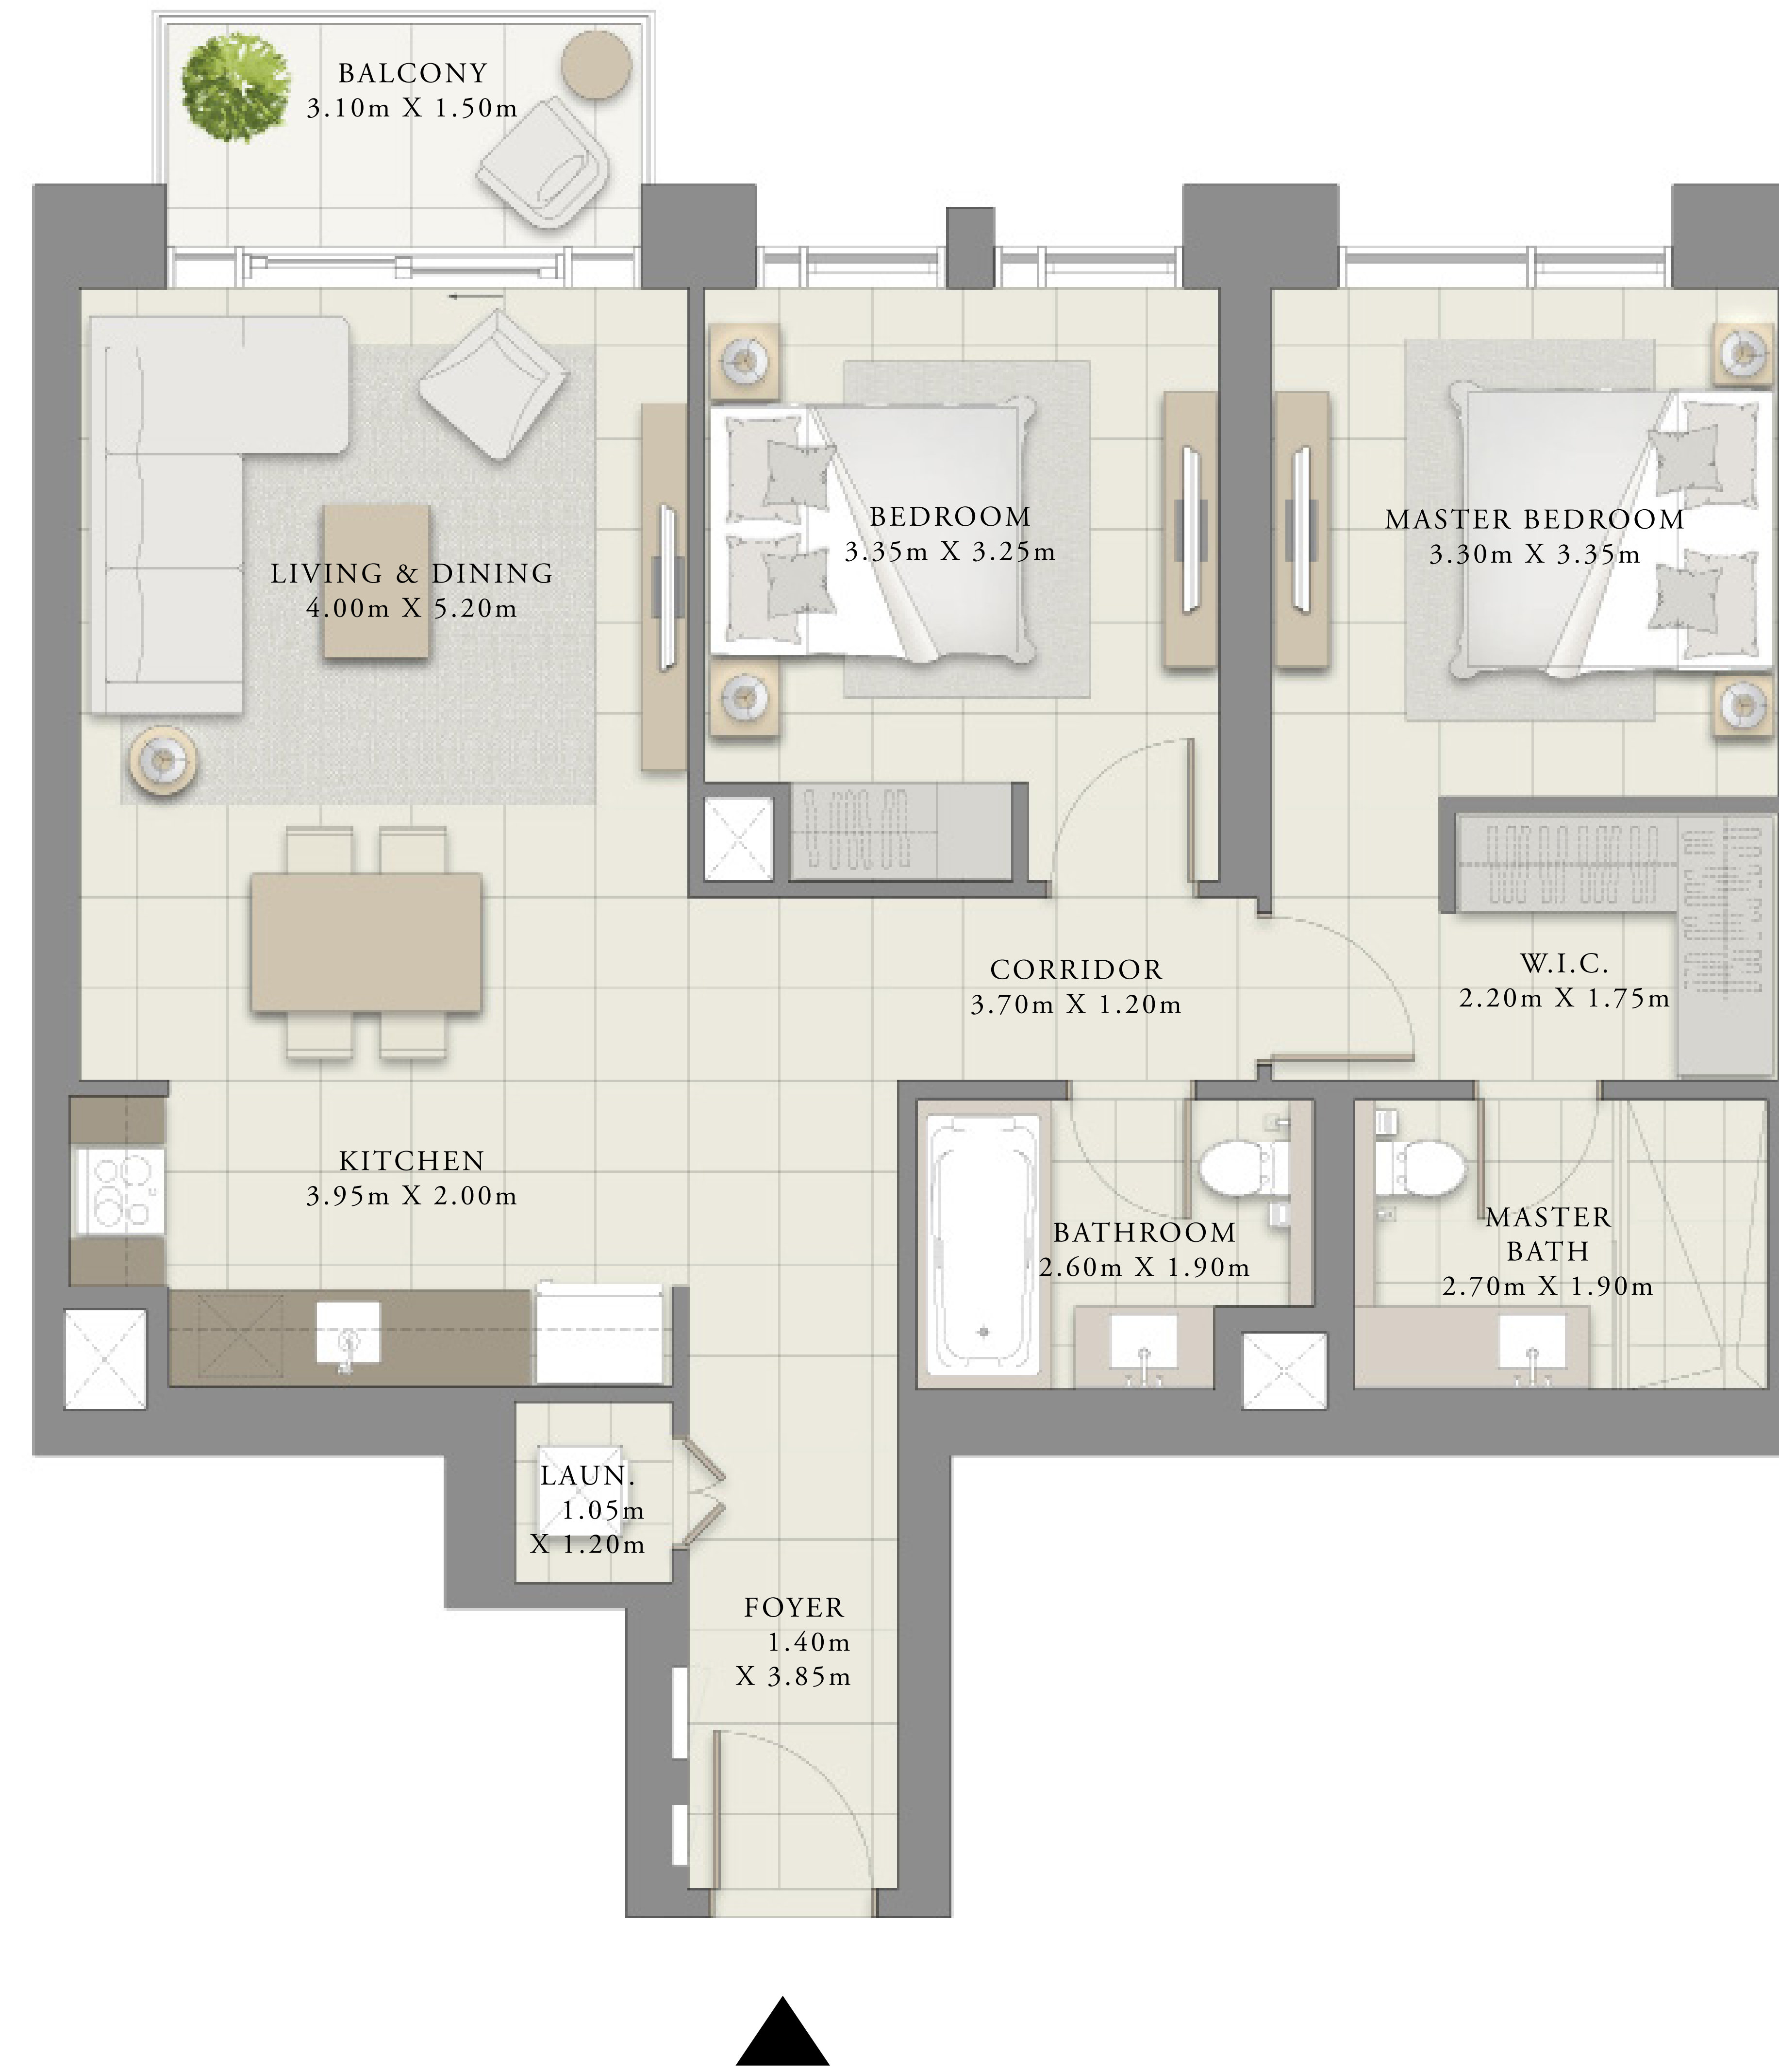 BALCONY
3.10m X 1.50m
BEDROOM
3.35m X 3.25m
MASTER BEDROOM
3.30m X 3.35m
LIVING & DINING
4.00m X 5.20m
CORRIDOR
3.70m X 1.20m
W.I.C.
2.20m X 1.75m
KITCHEN
3.95m X 2.00m
BATHROOM
2.60m X 1.90m
MASTER
BATH
2.70m X 1.90m
LAUN.
1.05m
X 1.20m
FOYER
1.40m
X 3.85m